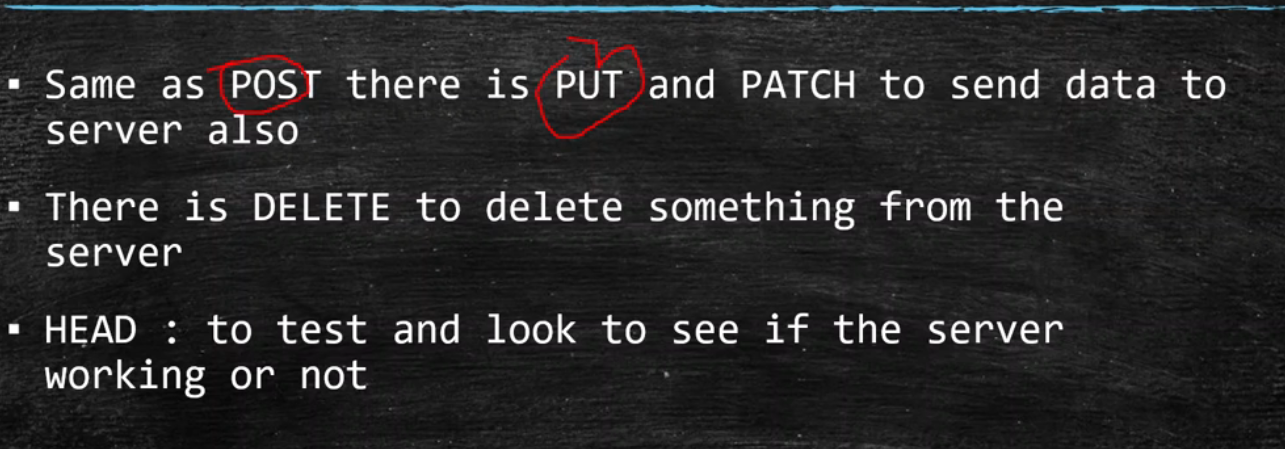 ▪ Same as POST there is PUT and PATCH to send data to
server also
▪ There is DELETE to delete something from the
server
▪ HEAD : to test and look to see if the server
working or not